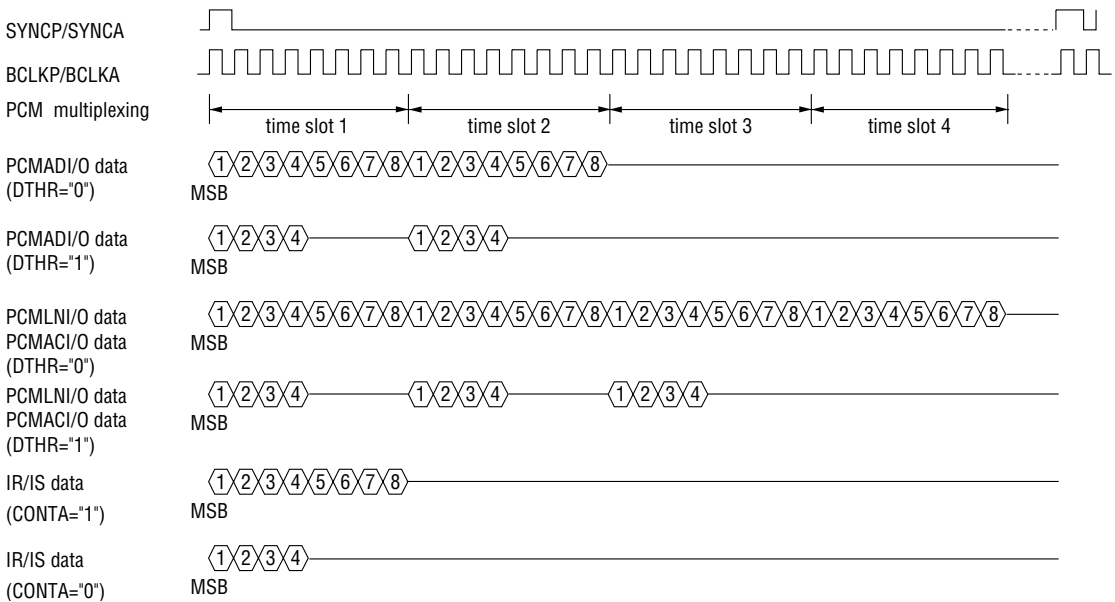 SYNCP/SYNCA
BCLKP/BCLKA
PCM multiplexing
time slot 1 time slot 2 time slot 3 time slot 4
PCMADI/O data
(DTHR="0")
1 2 3 4 5 6 7 8 1 2 3 4 5 6 7 8
MSB
PCMADI/O data
(DTHR="1")
1 2 3 4 1 2 3 4
MSB
PCMLNI/O data
PCMACI/O data
(DTHR="0")
1 2 3 4 5 6 7 8 1 2 3 4 5 6 7 8 1 2 3 4 5 6 7 8 1 2 3 4 5 6 7 8
MSB
PCMLNI/O data
PCMACI/O data
(DTHR="1")
1 2 3 4 1 2 3 4 1 2 3 4
MSB
IR/IS data
(CONTA="1")
1 2 3 4 5 6 7 8
MSB
IR/IS data
(CONTA="0")
1 2 3 4
MSB